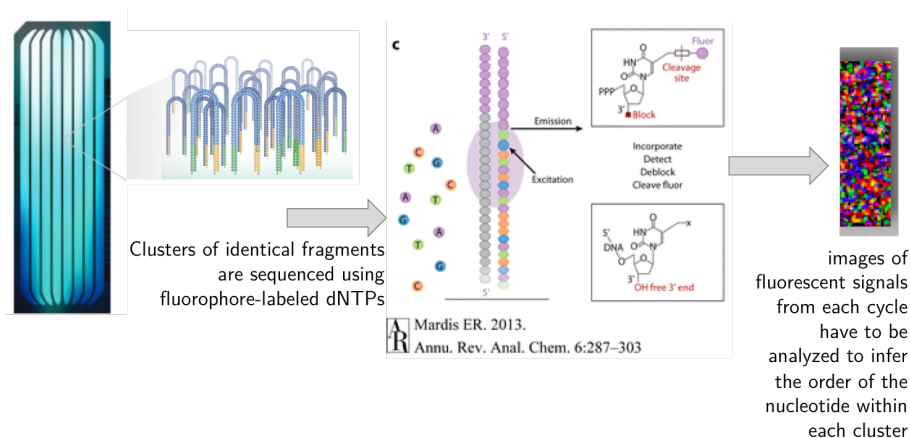 Clusters of identical fragments
are sequenced using
fluorophore-labeled dNTPs
c
3'
5'
A
C
G
T
C
A
T
G
A
T
G
C
5'
Emission
Excitation
Fluor
O
HN
Cleavage
site
O
N
PPP
O
3'
Block
Incorporate
Detect
Deblock
Cleave fluor
O
x
5'
HN
DNA
O
N
O
O
3'
OH free 3' end
AR
Mardis ER. 2013.
Annu. Rev. Anal. Chem. 6:287–303
images of
fluorescent signals
from each cycle
have to be
analyzed to infer
the order of the
nucleotide within
each cluster